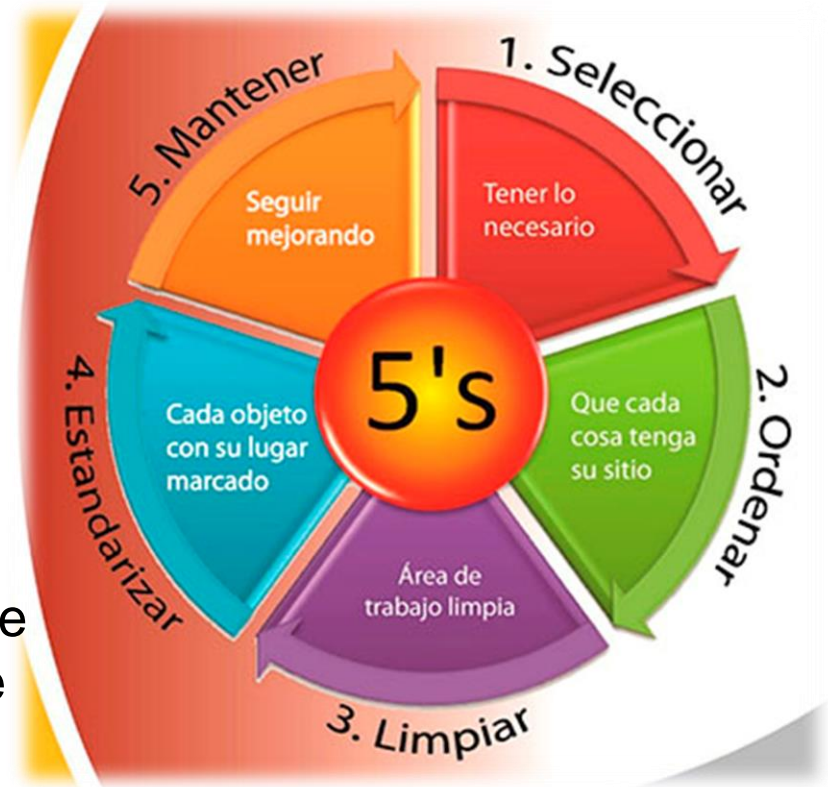 1. Seleccionar
Tener lo
necesario
2. Ordenar
Que cada
cosa tenga
su sitio
3. Limpiar
Área de
trabajo limpia
4. Estandarizar
Cada objeto
con su lugar
marcado
5. Mantener
Seguir
mejorando
5's
e